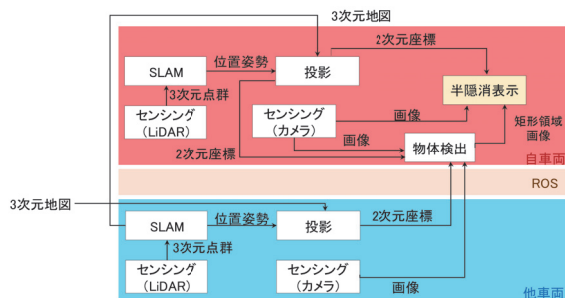 3次元地図
2次元座標
SLAM
位置姿勢
投影
半隠消表示
3次元点群
センシング
(LiDAR)
センシング
(カメラ)
画像
矩形領域
画像
画像
物体検出
2次元座標
自車両
ROS
3次元地図
SLAM
位置姿勢
投影
2次元座標
3次元点群
センシング
(LiDAR)
センシング
(カメラ)
画像
他車両